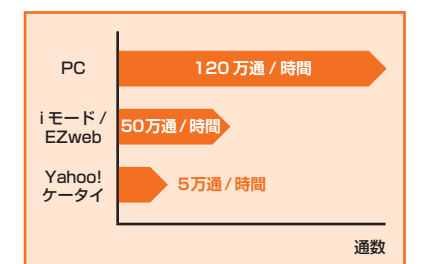 PC
120万通/時間
iモード/
EZweb
50万通/時間
Yahoo!
ケータイ
5万通/時間
通数